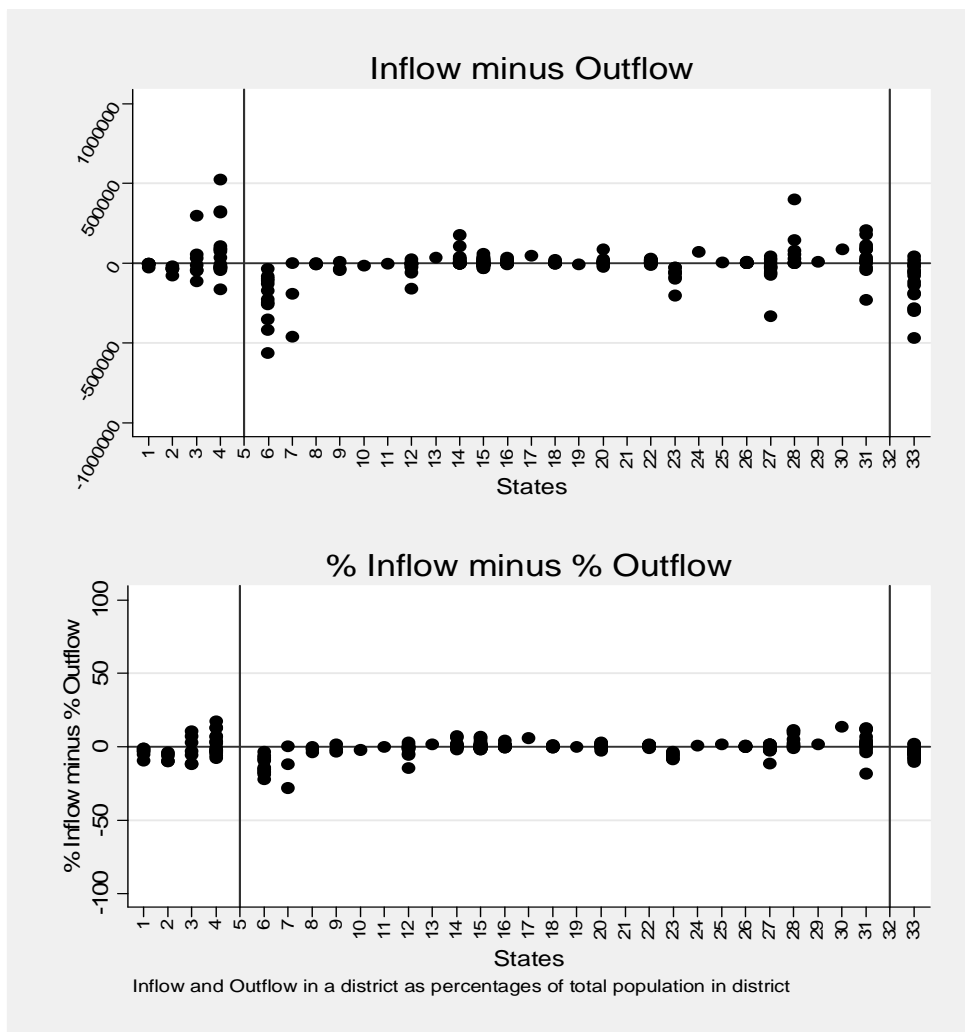 Inflow minus Outflow
1000000
500000
0
-500000
-1000000
1 2 3 4 5 6 7 8 9 10 11 12 13 14 15 16 17 18 19 20 21 22 23 24 25 26 27 28 29 30 31 32 33
States
% Inflow minus % Outflow
% Inflow minus % Outflow
100
50
0
-50
-100
1 2 3 4 5 6 7 8 9 10 11 12 13 14 15 16 17 18 19 20 21 22 23 24 25 26 27 28 29 30 31 32 33
States
Inflow and Outflow in a district as percentages of total population in district